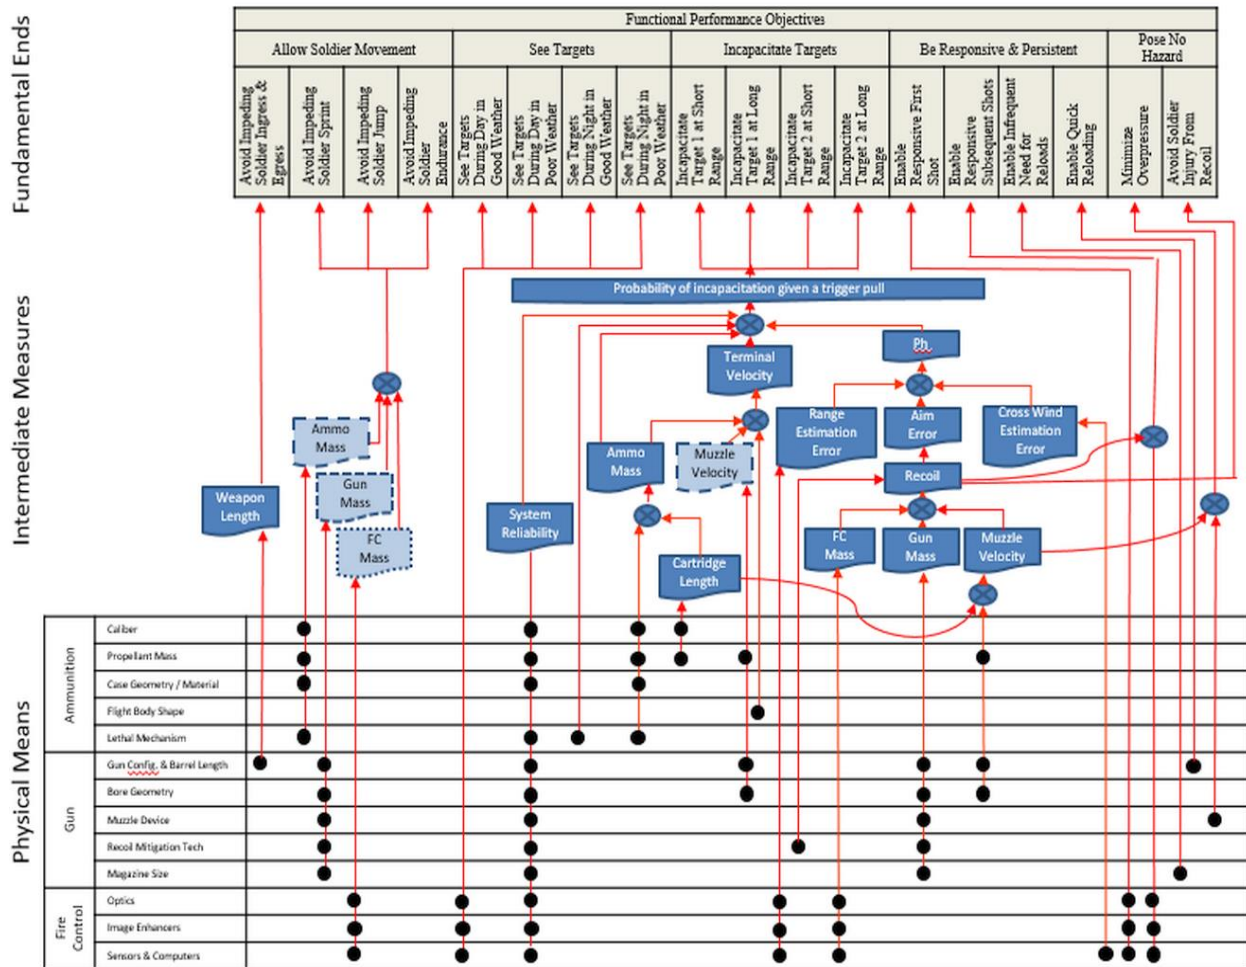 Fundamental Ends
Functional Performance Objectives
Allow Soldier Movement
See Targets
Incapacitate Targets
Be Responsive & Persistent
Pose No
Hazard
Avoid Impeding
Soldier Ingress &
Egress
Avoid Impeding
Soldier Sprint
Avoid Impeding
Soldier Jump
Avoid Impeding
Soldier
Endurance
See Targets
During Day in
Good Weather
See Targets
During Day in
Poor Weather
See Targets
During Night in
Good Weather
See Targets
During Night in
Poor Weather
Incapacitate
Target 1 at Short
Range
Incapacitate
Target 1 at Long
Range
Incapacitate
Target 2 at Short
Range
Incapacitate
Target 2 at Long
Range
Enable
Responsive First
Shot
Enable
Responsive
Subsequent Shots
Enable Infrequent
Need for
Reloads
Enable Quick
Reloading
Minimize
Overpressure
Avoid Soldier
Injury From
Recoil
Intermediate Measures
Probability of incapacitation given a trigger pull
Ph
Terminal
Velocity
Range
Estimation
Error
Aim
Error
Cross Wind
Estimation
Error
Ammo
Mass
Ammo
Mass
Muzzle
Velocity
Recoil
Gun
Mass
Weapon
Length
System
Reliability
FC
Mass
FC
Mass
Gun
Mass
Muzzle
Velocity
Cartridge
Length
Physical Means
Ammunition
Caliber
Propellant Mass
Case Geometry / Material
Flight Body Shape
Lethal Mechanism
Gun
Gun Config. & Barrel Length
Bore Geometry
Muzzle Device
Recoil Mitigation Tech
Magazine Size
Fire
Control
Optics
Image Enhancers
Sensors & Computers